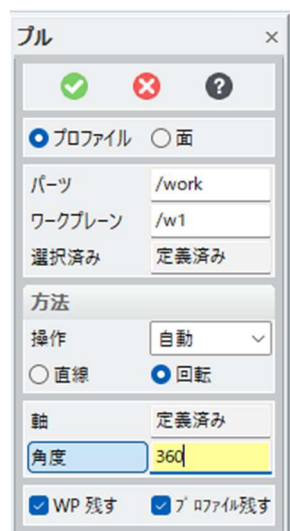 プル ×
?
プロファイル 面
パーツ /work
ワークプレーン /w1
選択済み 定義済み
方法
操作 自動
直線 回転
軸 定義済み
角度 360
WP 残す プロファイル残す